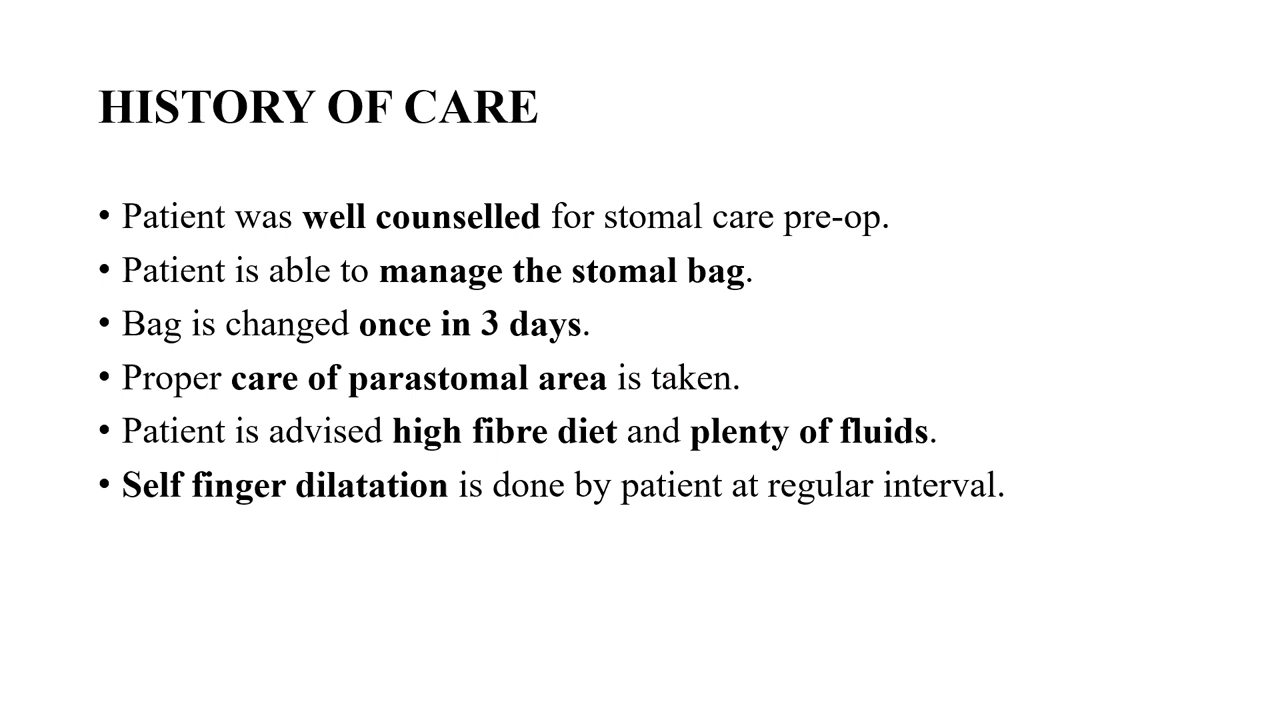 HISTORY OF CARE
• Patient was well counselled for stomal care pre-op.
• Patient is able to manage the stomal bag.
• Bag is changed once in 3 days.
• Proper care of parastomal area is taken.
• Patient is advised high fibre diet and plenty of fluids.
• Self finger dilatation is done by patient at regular interval.